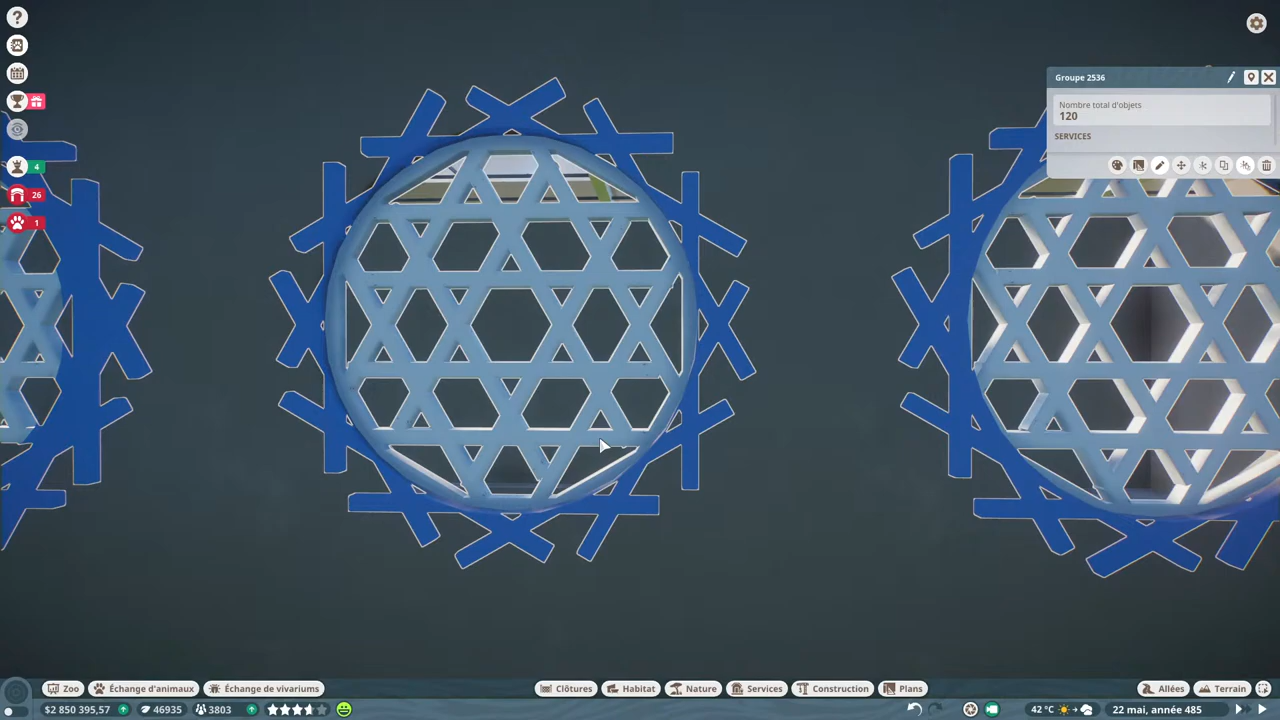 ?
Groupe 2536
Nombre total d'objets
120
SERVICES
4
26
1
Zoo
Échange d'animaux
Échange de vivariums
Clôtures
Habitat
Nature
Services
Construction
Plans
Allées
Terrain
$2 850 395,57
46935
3803
42 °C
22 mai, année 485